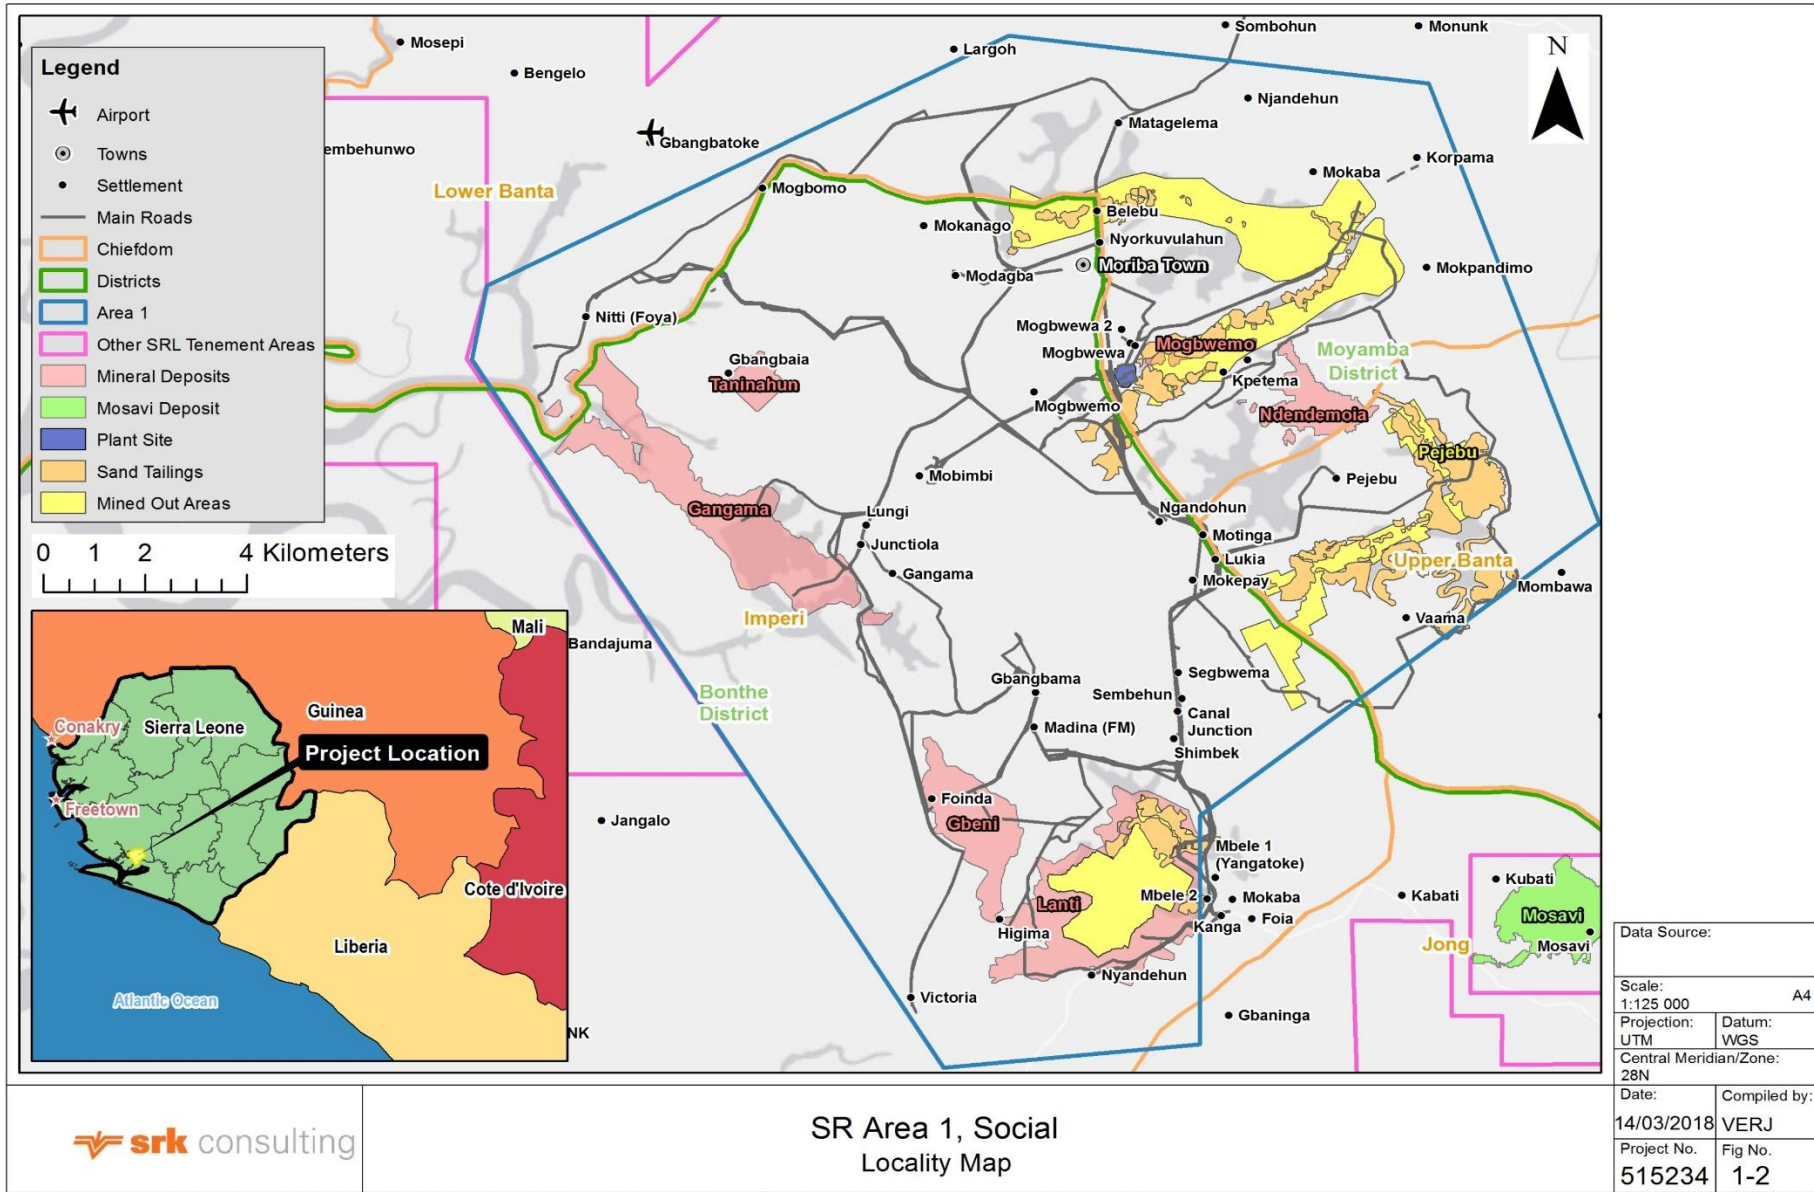 Legend
Airport
Towns
Settlement
Main Roads
Chiefdom
Districts
Area 1
Other SRL Tenement Areas
Mineral Deposits
Mosavi Deposit
Plant Site
Sand Tailings
Mined Out Areas
0 1 2 4 Kilometers
Mosepi
Bengelo
Largoh
Sombohun
Monunk
N
Njandehun
Matagelema
Gbangbatoke
embehunwo
Korpama
Mokaba
Lower Banta
Mogbomo
Belebu
Mokanago
Nyorkuvulahun
Moriba Town
Mokpandimo
Modagba
Nitti (Foya)
Mogbwewa 2
Mogbwewa
Mogbwemo
Moyamba
District
Gbangbaia
Taninahun
Kpetema
Mogbwemo
Ndendemoia
Pejebu
Pejebu
Mobimbi
Gangama
Lungi
Ngandohun
Motinga
Junctiola
Lukia
Upper Banta
Gangama
Mokepay
Mombawa
Imperi
Vaama
Bandajuma
Segbwema
Gbangbama
Sembehun
Bonthe
District
Canal
Junction
Madina (FM)
Shimbek
Foinda
Gbeni
Jangalo
Mbele 1
(Yangatoke)
Kubati
Mbele 2
Mokaba
Kabati
Lanti
Mosavi
Foia
Kanga
Higima
Jong
Mosavi
Nyandehun
Victoria
Gbaninga
NK
Mali
Guinea
Conakry
Sierra Leone
Project Location
Freetown
Cote d'Ivoire
Liberia
Atlantic Ocean
Data Source:
Scale:
1:125 000 A4
Projection: Datum:
UTM WGS
Central Meridian/Zone:
28N
Date: Compiled by:
14/03/2018 VERJ
Project No. Fig No.
515234 1-2
srk consulting
SR Area 1, Social
Locality Map